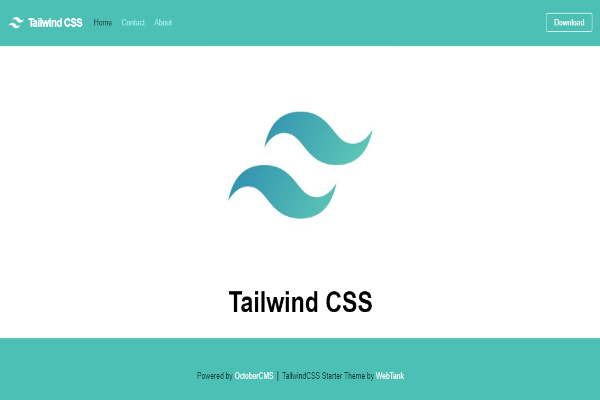 Tailwind CSS Home Contact About Download
Tailwind CSS
Powered by OctoberCMS | TailwindCSS Starter Theme by WebTank